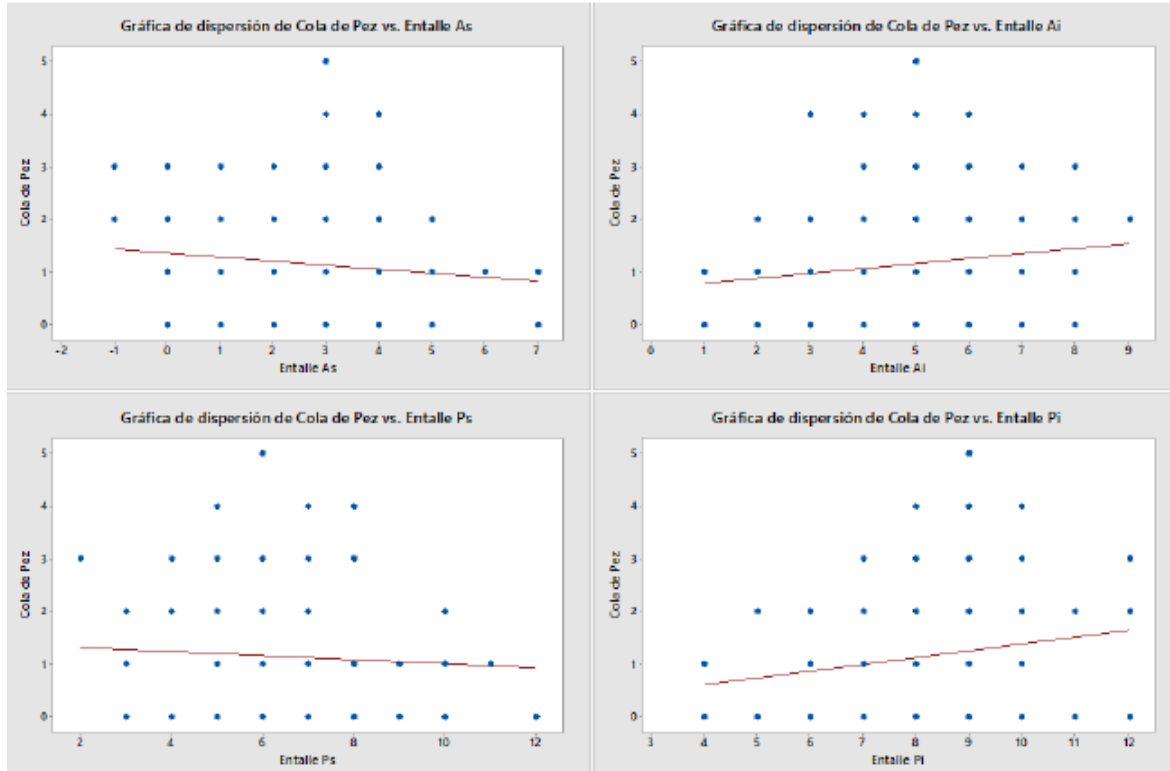 Gráfica de dispersión de Cola de Pez vs. Entalle As
5
4
3
2
1
0
Cola de Pez
-2 -1 0 1 2 3 4 5 6 7
Entalle As
Gráfica de dispersión de Cola de Pez vs. Entalle Ai
5
4
3
2
1
0
Cola de Pez
0 1 2 3 4 5 6 7 8 9
Entalle Ai
Gráfica de dispersión de Cola de Pez vs. Entalle Ps
5
4
3
2
1
0
Cola de Pez
2 4 6 8 10 12
Entalle Ps
Gráfica de dispersión de Cola de Pez vs. Entalle Pi
5
4
3
2
1
0
Cola de Pez
3 4 5 6 7 8 9 10 11 12
Entalle Pi